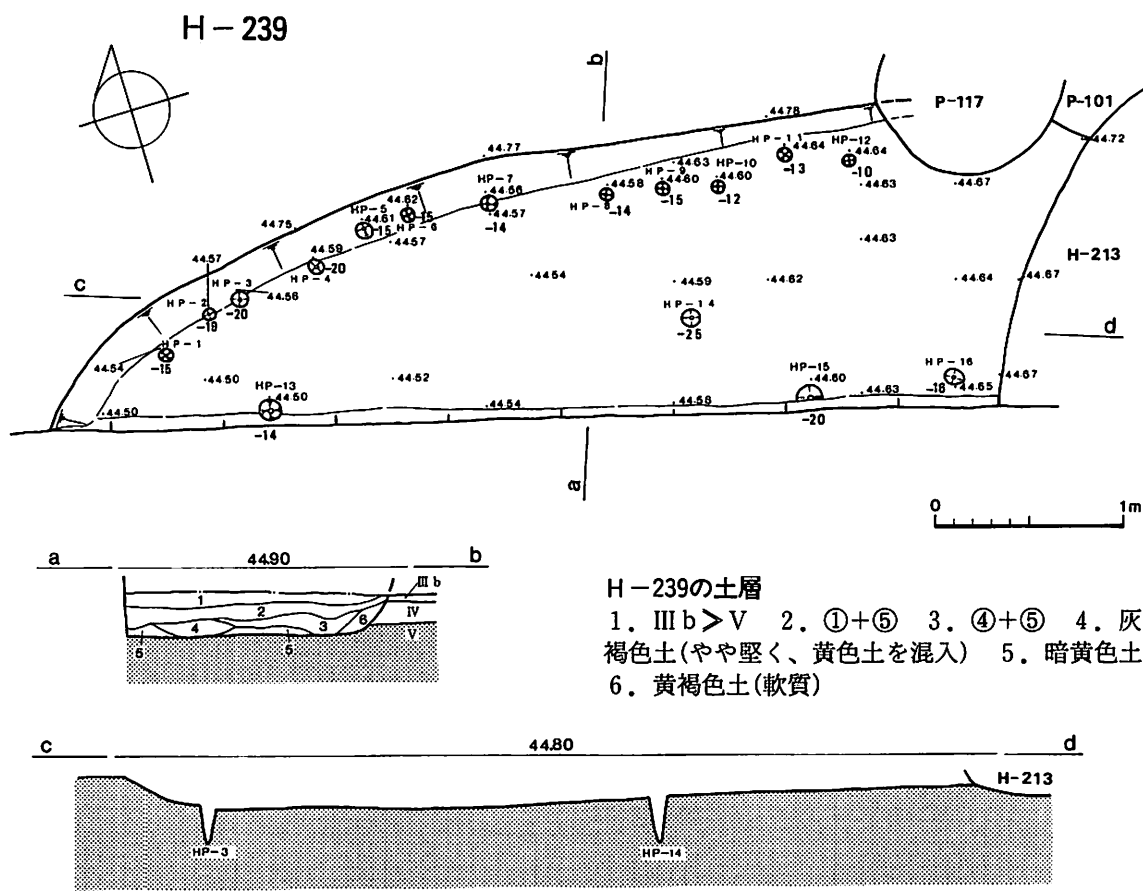 H-239
b
P-117
P-101
44.72
44.78
44.77
HP-11
44.64
-13
HP-12
44.64
-10
44.63
HP-10
44.60
-12
HP-9
44.60
-15
44.63
44.67
44.58
HP-8
-14
HP-7
44.56
44.57
-14
44.62
HP-5
44.61
-15
-15
HP-6
44.75
44.57
44.59
HP-4
-20
44.63
H-213
44.57
HP-3
44.56
-20
44.54
44.59
44.62
44.64
44.67
c
HP-2
-19
HP-14
-25
d
HP-1
-15
44.54
44.50
HP-13
44.50
-14
44.52
HP-15
44.60
-20
HP-16
44.67
-18
44.65
44.63
44.50
44.54
44.58
a
0 1m
a 44.90 b
III b
1
IV
2
3
6
4
V
5
5
H-239の土層
1. III b>V 2. ①+⑤ 3. ④+⑤ 4. 灰
褐色土(やや堅く、黄色土を混入) 5. 暗黄色土
6. 黄褐色土(軟質)
c 44.80 d
H-213
HP-3
HP-14